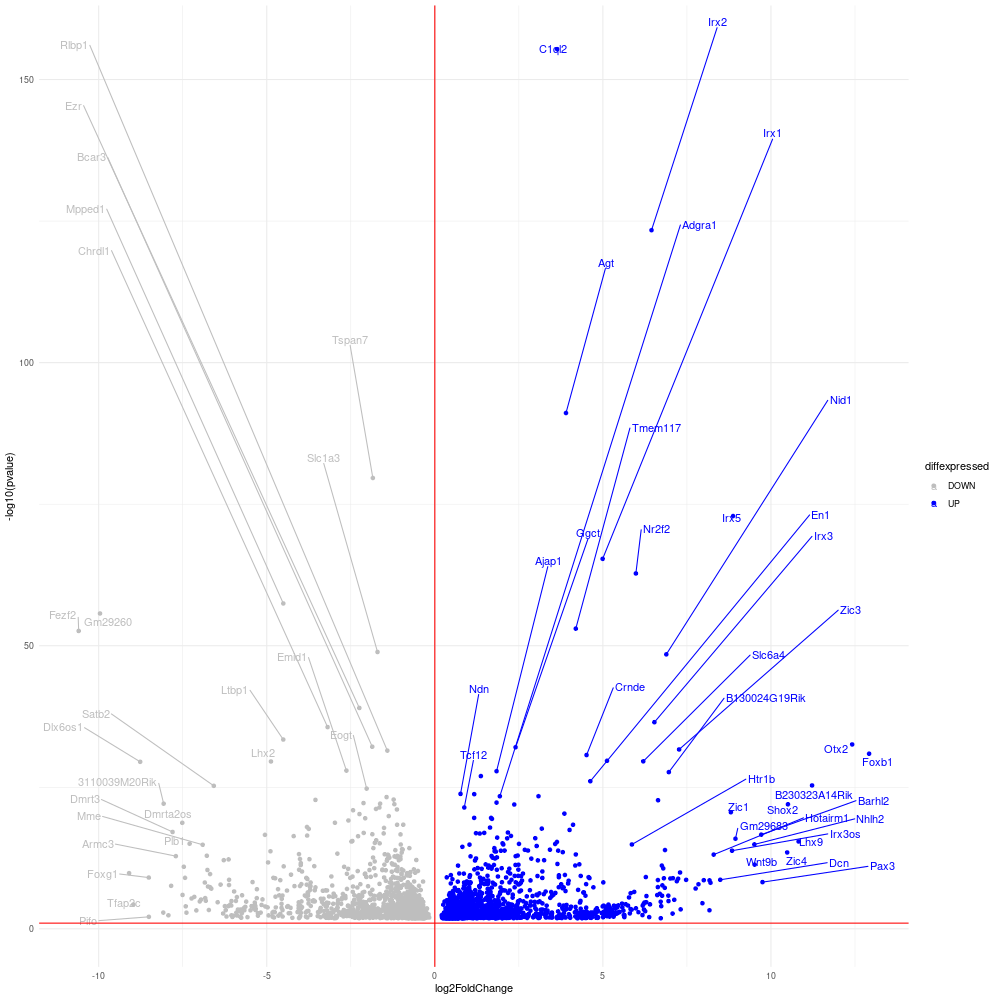 Irx2
Rlbp1
C1ql2
150
Ezr
Irx1
Bcar3
Mpped1
Adgra1
Chrdl1
Agt
Tspan7
100
Nid1
Tmem117
Slc1a3
diffexpressed
DOWN
UP
-log10(pvalue)
Irx5
En1
Nr2f2
Ggct
Irx3
Ajap1
Fezf2
Gm29260
Zic3
50
Emid1
Slc6a4
Ltbp1
Ndn
Crnde
B130024G19Rik
Satb2
Dlx6os1
Eogt
Otx2
Lhx2
Tcf12
Foxb1
3110039M20Rik
Htr1b
Dmrt3
B230323A14Rik
Barhl2
Mme
Dmrta2os
Zic1
Shox2
Hotairm1
Nhlh2
Gm29683
Irx3os
Armc3
Plb1
Lhx9
Wnt9b
Zic4
Dcn
Pax3
Foxg1
Tfap2c
Pifo
0
-10
-5
0
5
10
log2FoldChange